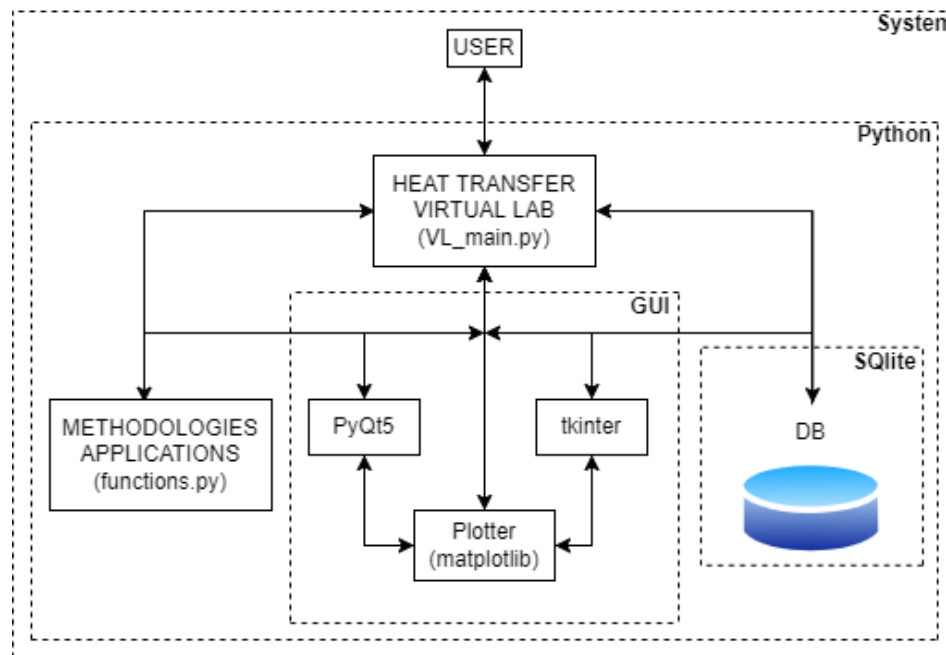 System
USER
Python
HEAT TRANSFER
VIRTUAL LAB
(VL_main.py)
GUI
SQlite
METHODOLOGIES
APPLICATIONS
(functions.py)
PyQt5
tkinter
DB
Plotter
(matplotlib)